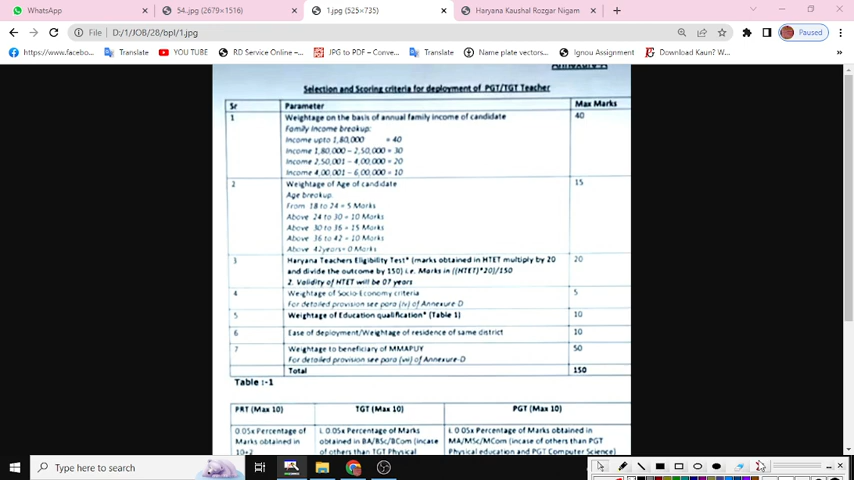 WhatsApp
54.jpg (2679×1516)
1.jpg (525×735)
Haryana Kaushal Rozgar Nigam
File | D:/1/JOB/28/bpl/1.jpg
Paused
https://www.facebo...
Translate
YOU TUBE
RD Service Online –...
JPG to PDF – Conve...
Translate
Name plate vectors...
Ignou Assignment
Download Kaun? W...
Selection and Scoring criteria for deployment of PGT/TGT Teacher
Sr Parameter Max Marks
1 Weightage on the basis of annual family income of candidate 40
Family Income breakup:
Income upto 1,80,000 = 40
Income 1,80,000 – 2,50,000 = 30
Income 2,50,001 – 4,00,000 = 20
Income 4,00,001 – 6,00,000 = 10
2 Weightage of Age of candidate 15
Age breakup.
From 18 to 24 = 5 Marks
Above 24 to 30 = 10 Marks
Above 30 to 36 = 15 Marks
Above 36 to 42 = 10 Marks
Above 42years = 0 Marks
3 Haryana Teachers Eligibility Test* (marks obtained in HTET multiply by 20 20
and divide the outcome by 150) i.e. Marks in ((HTET)*20)/150
2. Validity of HTET will be 07 years
4 Weightage of Socio-Economy criteria 5
For detailed provision see para (iv) of Annexure-D
5 Weightage of Education qualification* (Table 1) 10
6 Ease of deployment/Weightage of residence of same district 10
7 Weightage to beneficiary of MMAPUY 50
For detailed provision see para (vii) of Annexure-D
Total 150
Table :-1
PRT (Max 10) TGT (Max 10) PGT (Max 10)
0.05x Percentage of i. 0.05x Percentage of Marks i. 0.05x Percentage of Marks obtained in
Marks obtained in obtained in BA/BSc/BCom (incase MA/MSc/MCom (incase of others than PGT
10+2 of others than TGT Physical Physical education and PGT Computer Science)
Type here to search